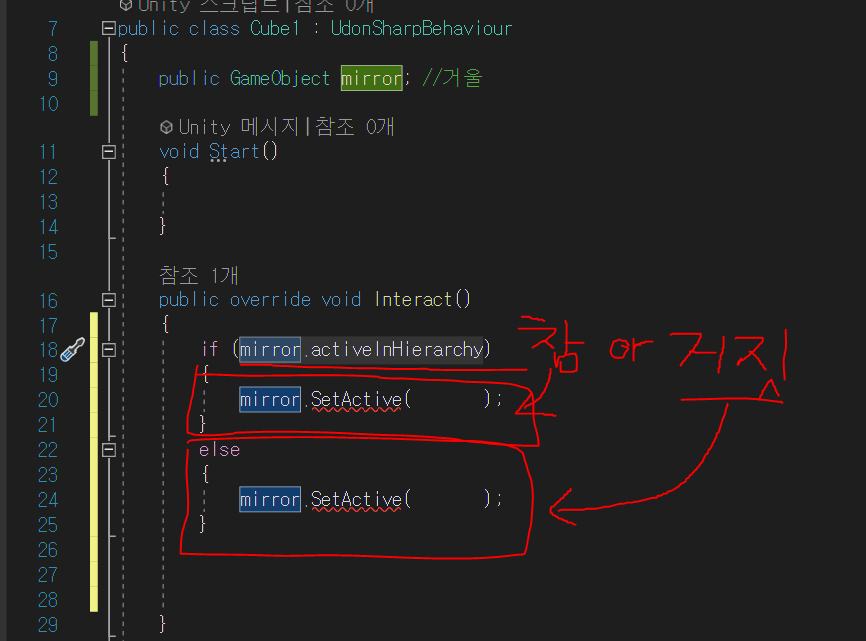 Unity 스크립트|참조 0개
7 public class Cube1 : UdonSharpBehaviour
8 {
9 public GameObject mirror; //거울
10
Unity 메시지|참조 0개
11 void Start()
12 {
13
14 }
15
참조 1개
16 public override void Interact()
17 {
18 if (mirror.activeInHierarchy) 참 or 거지
19 {
20 mirror.SetActive( );
21 }
22 else
23 {
24 mirror.SetActive( );
25 }
26
27
28
29 }